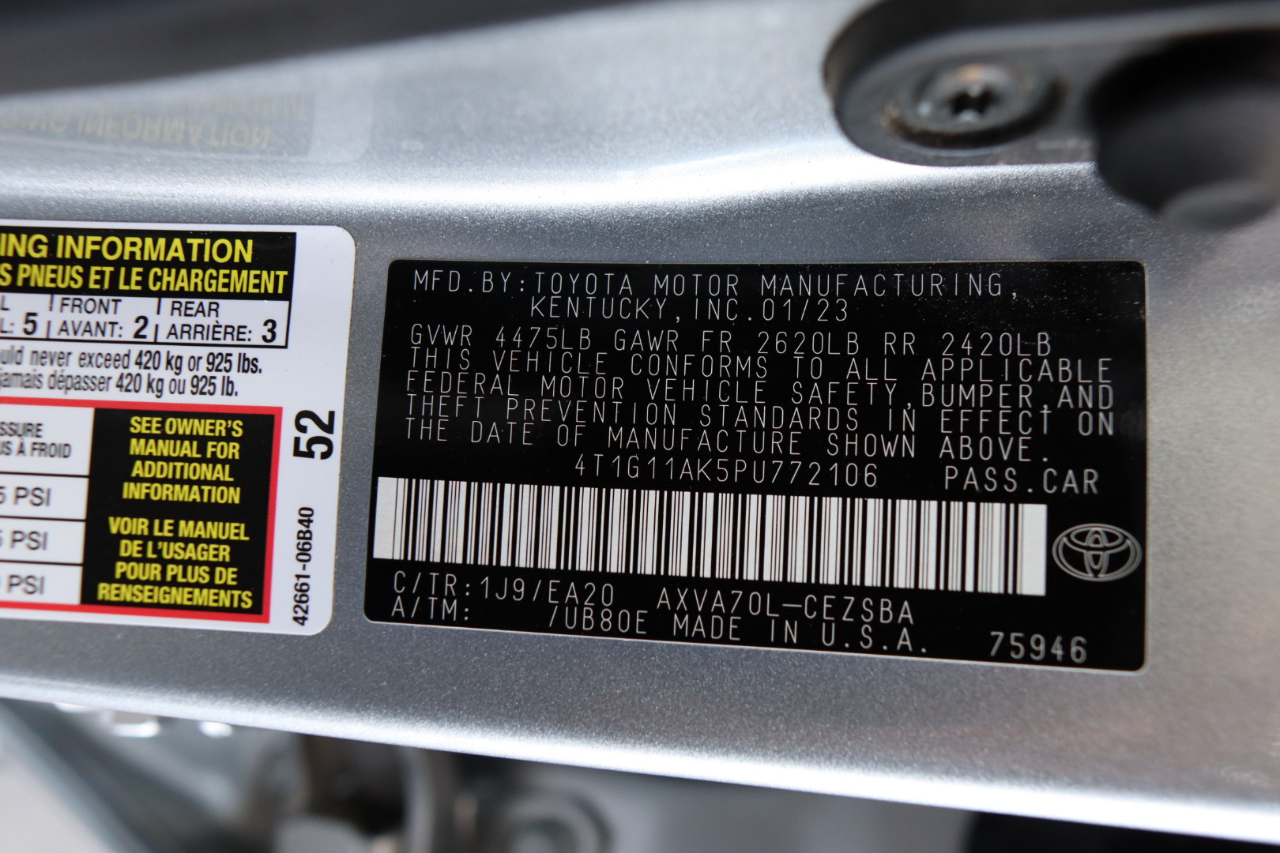 ING INFORMATION
S PNEUS ET LE CHARGEMENT
L FRONT REAR
L: 5 AVANT: 2 ARRIÈRE: 3
uld never exceed 420 kg or 925 lbs.
jamais dépasser 420 kg ou 925 lb.
SSURE
US À FROID
5 PSI
5 PSI
PSI
SEE OWNER'S
MANUAL FOR
ADDITIONAL
INFORMATION
VOIR LE MANUEL
DE L'USAGER
POUR PLUS DE
RENSEIGNEMENTS
52
42661-06B40
MFD.BY:TOYOTA MOTOR MANUFACTURING,
KENTUCKY,INC.01/23
GVWR 4475LB GAWR FR 2620LB RR 2420LB
THIS VEHICLE CONFORMS TO ALL APPLICABLE
FEDERAL MOTOR VEHICLE SAFETY,BUMPER,AND
THEFT PREVENTION STANDARDS IN EFFECT ON
THE DATE OF MANUFACTURE SHOWN ABOVE.
4T1G11AK5PU772106 PASS.CAR
C/TR:1J9/EA20 AXVA70L-CEZSBA
A/TM: /UB80E MADE IN U.S.A.
75946